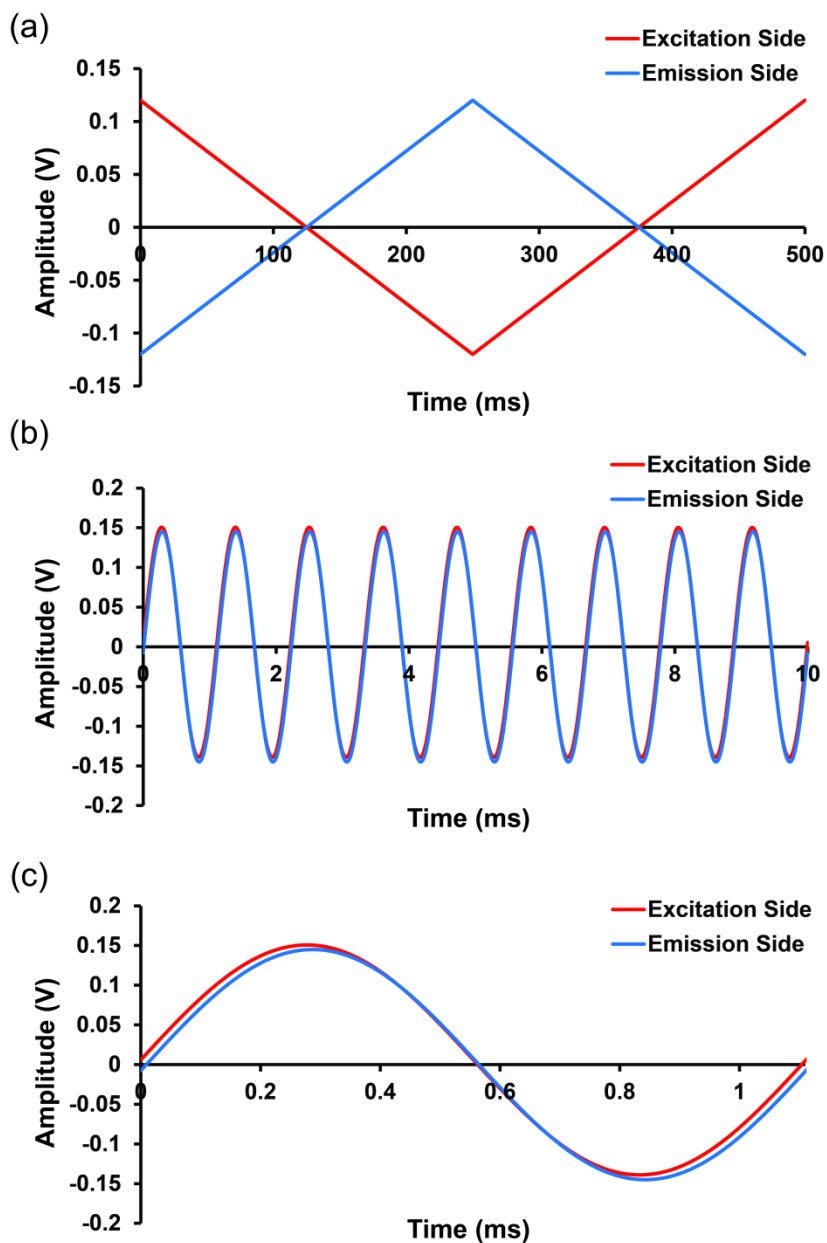 (a)
Excitation Side
Emission Side
0.15
0.1
0.05
0
-0.05
-0.1
-0.15
0 100 200 300 400 500
Amplitude (V)
Time (ms)
(b)
Excitation Side
Emission Side
0.2
0.15
0.1
0.05
0
-0.05
-0.1
-0.15
-0.2
0 2 4 6 8 10
Amplitude (V)
Time (ms)
(c)
Excitation Side
Emission Side
0.2
0.15
0.1
0.05
0
-0.05
-0.1
-0.15
-0.2
0 0.2 0.4 0.6 0.8 1
Amplitude (V)
Time (ms)